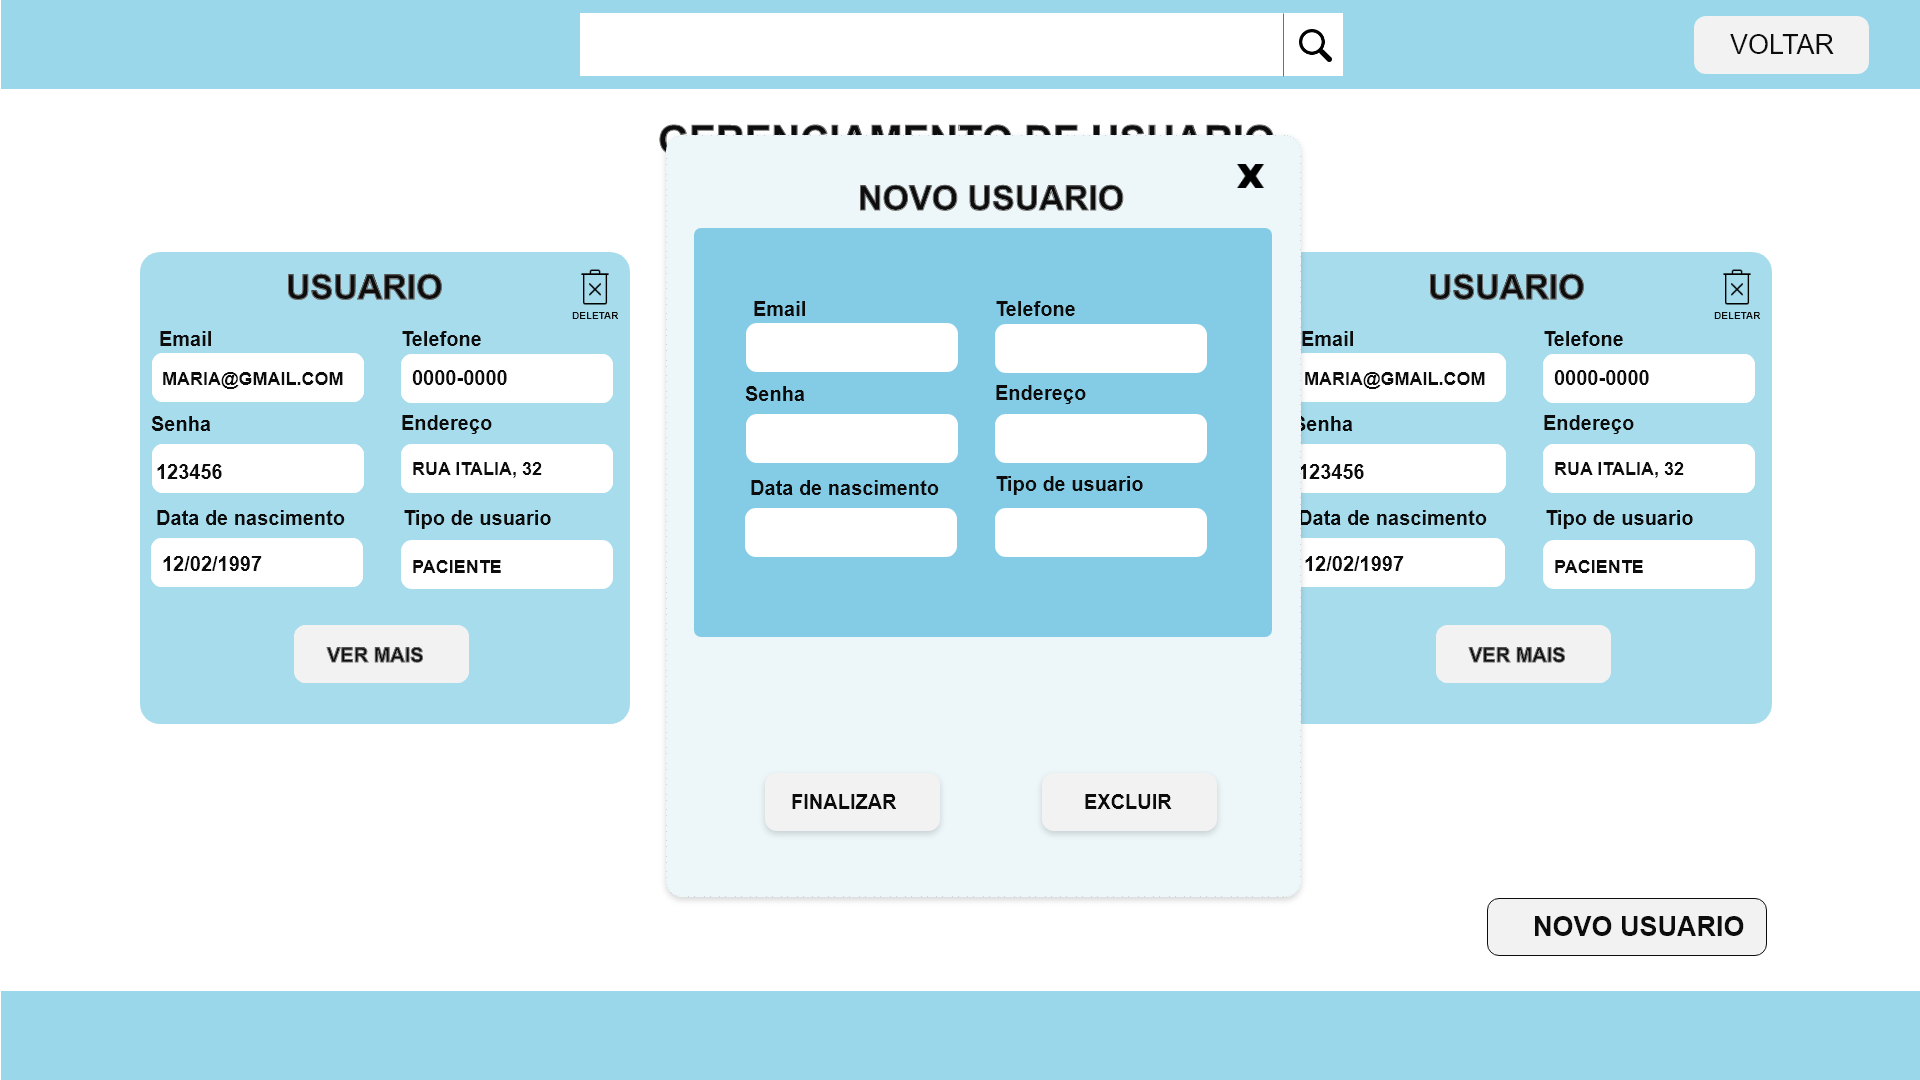 VOLTAR
GERENCIAMENTO DE USUARIO
X
NOVO USUARIO
Email
Telefone
Senha
Endereço
Data de nascimento
Tipo de usuario
FINALIZAR
EXCLUIR
USUARIO
DELETAR
Email
Telefone
MARIA@GMAIL.COM
0000-0000
Senha
Endereço
123456
RUA ITALIA, 32
Data de nascimento
Tipo de usuario
12/02/1997
PACIENTE
VER MAIS
USUARIO
DELETAR
Email
Telefone
MARIA@GMAIL.COM
0000-0000
Senha
Endereço
123456
RUA ITALIA, 32
Data de nascimento
Tipo de usuario
12/02/1997
PACIENTE
VER MAIS
NOVO USUARIO